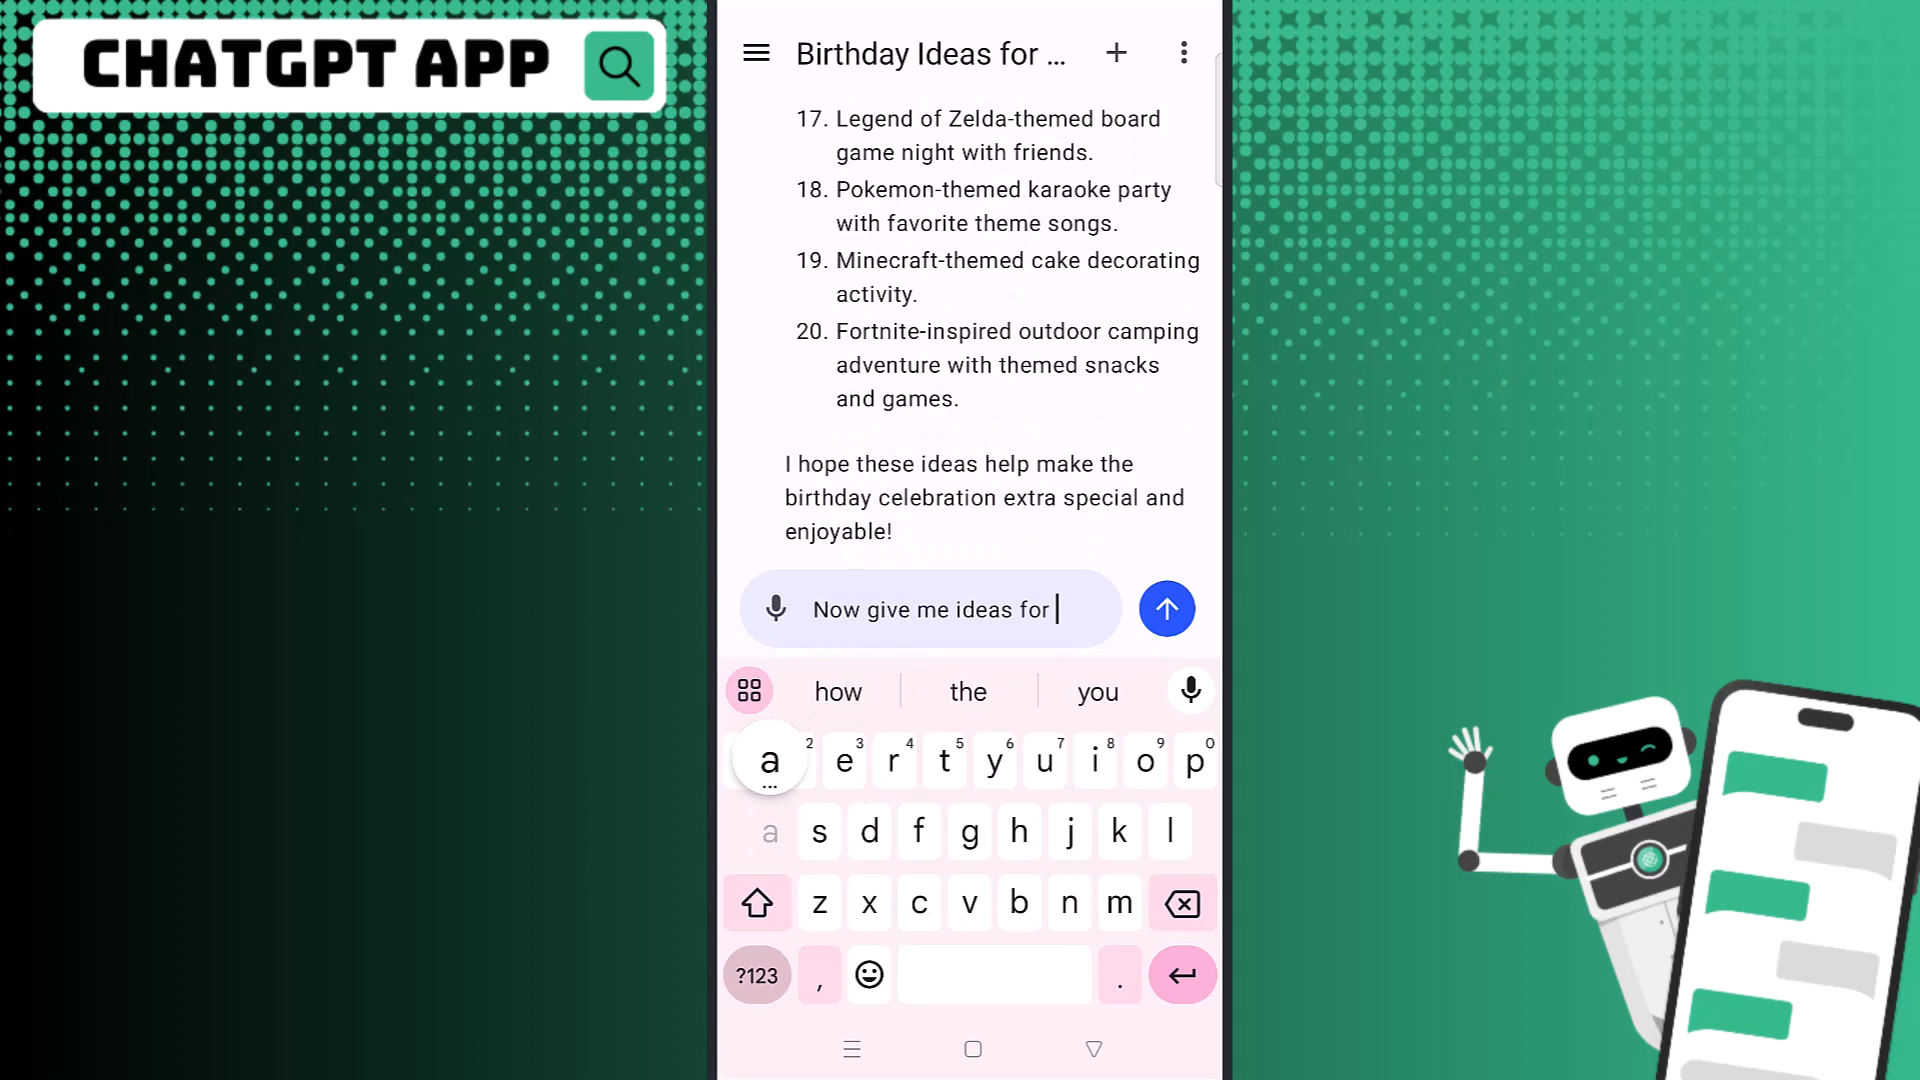 CHATGPT APP
Birthday Ideas for ...
17. Legend of Zelda-themed board
game night with friends.
18. Pokemon-themed karaoke party
with favorite theme songs.
19. Minecraft-themed cake decorating
activity.
20. Fortnite-inspired outdoor camping
adventure with themed snacks
and games.
I hope these ideas help make the
birthday celebration extra special and
enjoyable!
Now give me ideas for
how the you
a 2 e 3 r 4 t 5 y 6 u 7 i 8 o 9 p 0
...
a s d f g h j k l
z x c v b n m
?123 , .